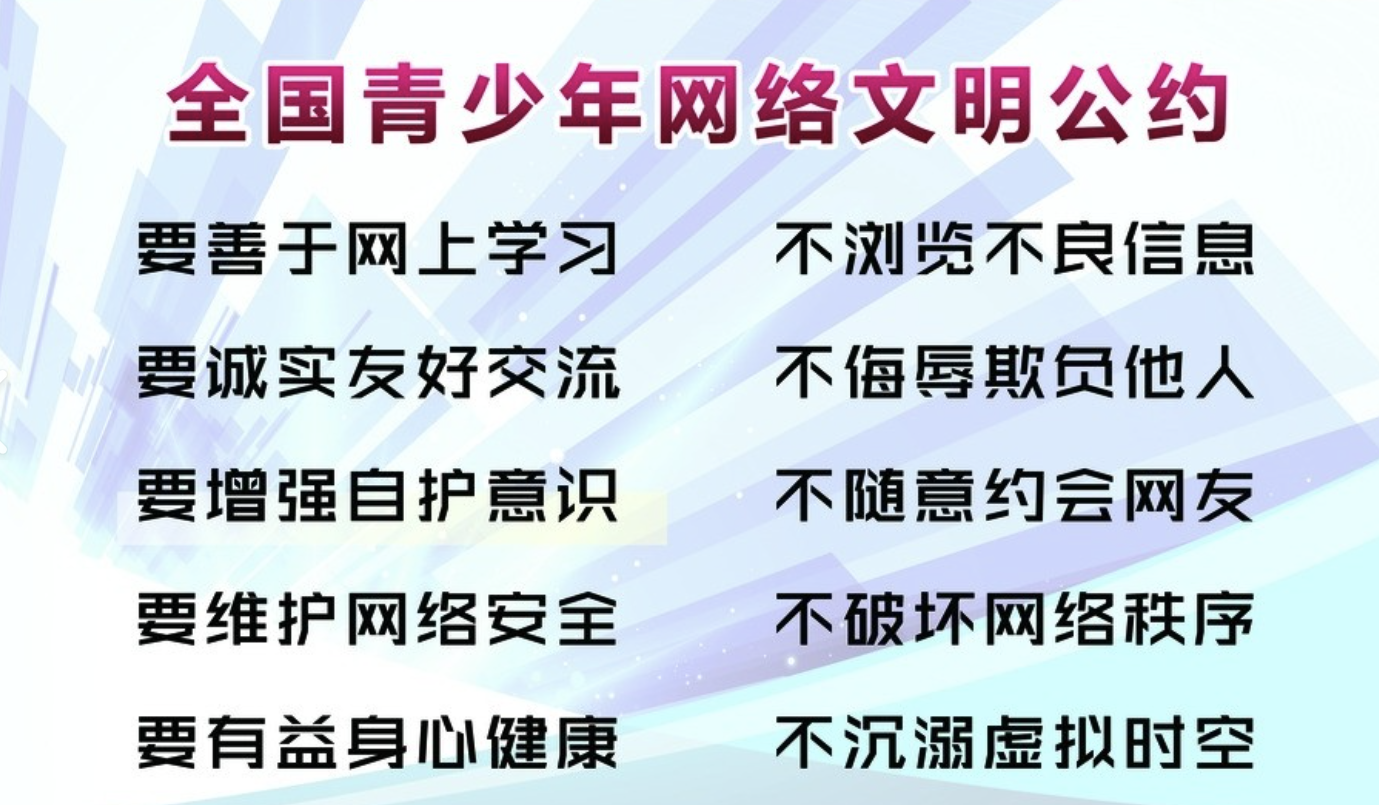 全国青少年网络文明公约
要善于网上学习 不浏览不良信息
要诚实友好交流 不侮辱欺负他人
要增强自护意识 不随意约会网友
要维护网络安全 不破坏网络秩序
要有益身心健康 不沉溺虚拟时空